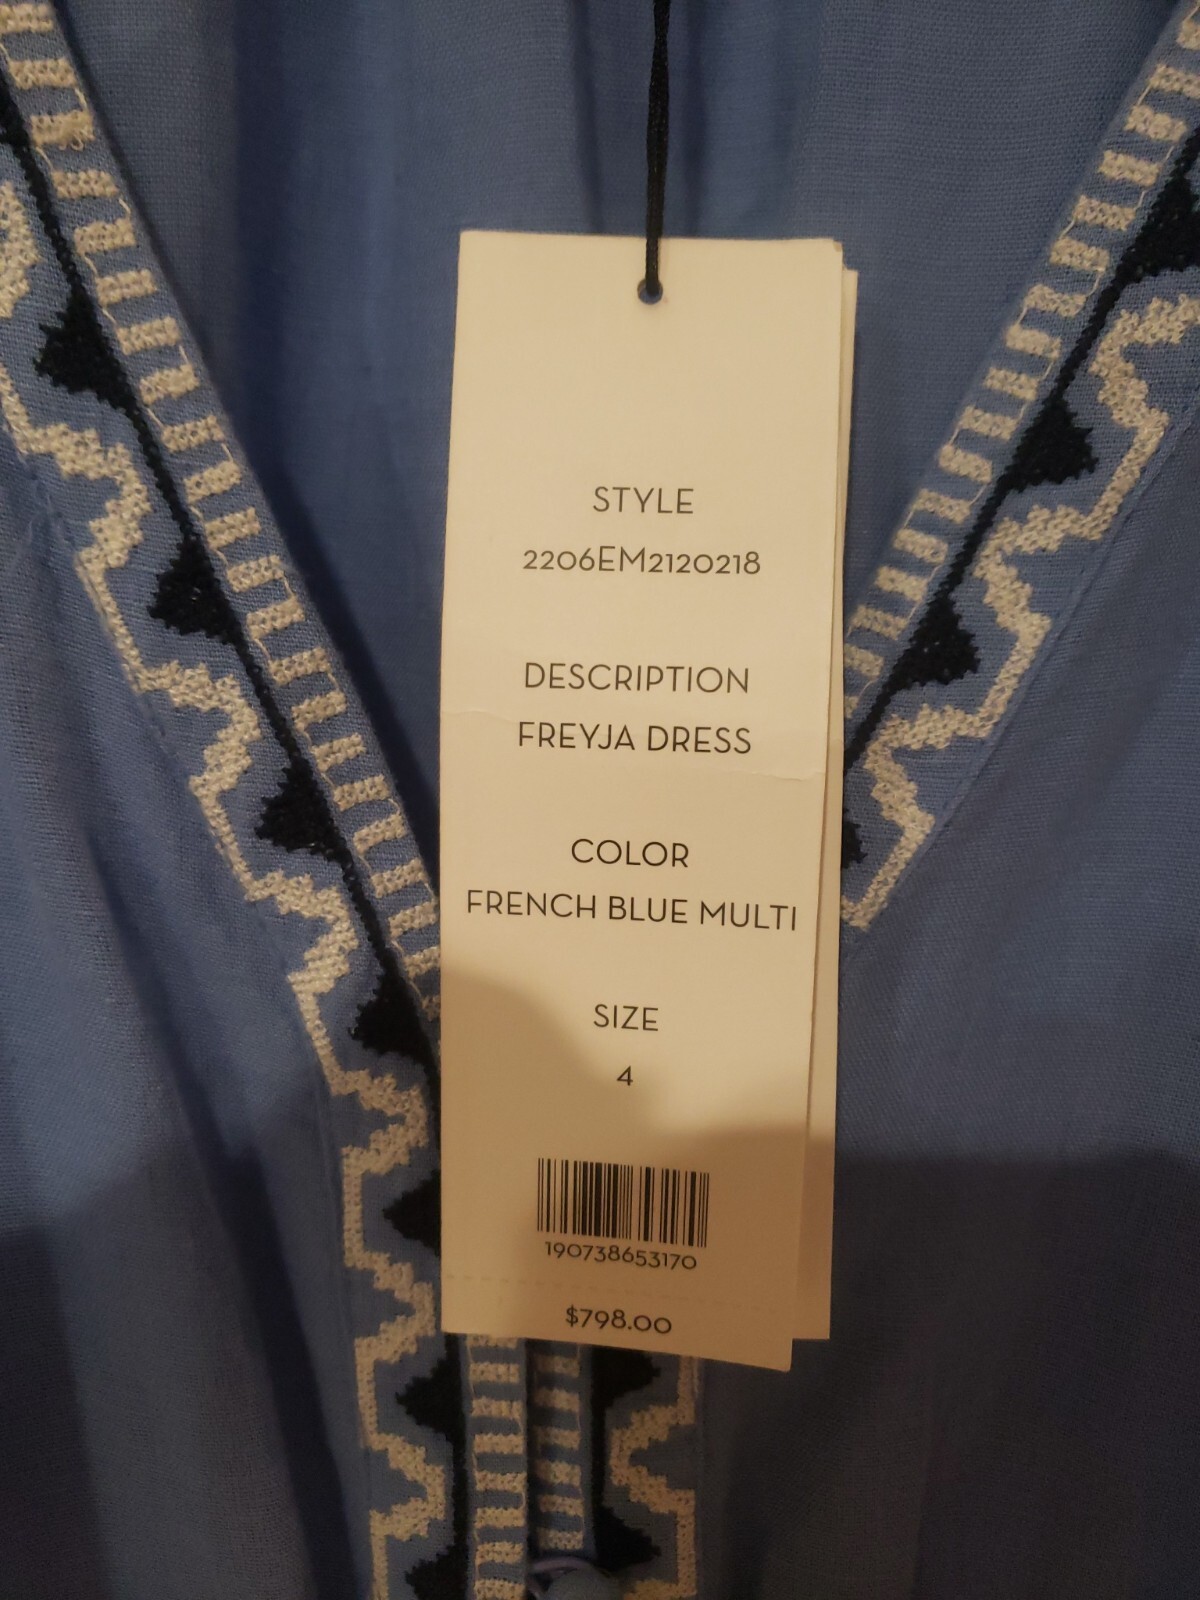 STYLE
2206EM2120218
DESCRIPTION
FREYJA DRESS
COLOR
FRENCH BLUE MULTI
SIZE
4
190738653170
$798.00